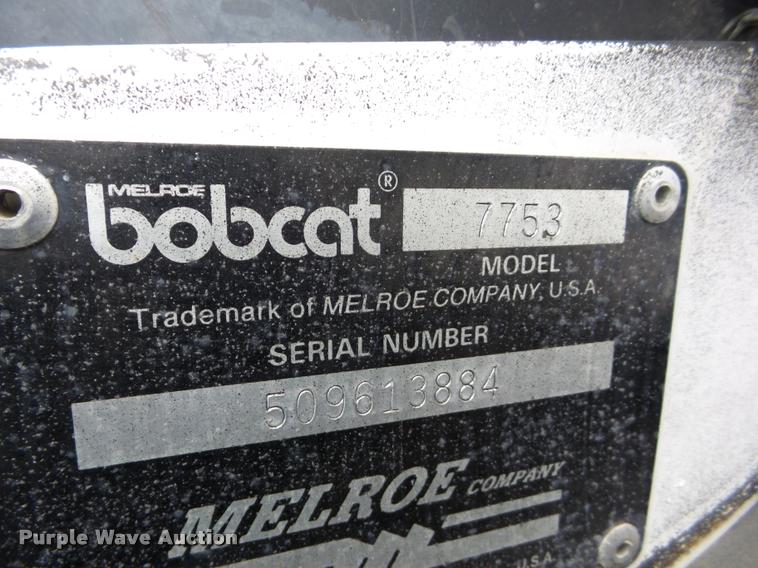 MELROE
bobcat® 7753
MODEL
Trademark of MELROE COMPANY, U.S.A.
SERIAL NUMBER
509613884
MELROE COMPANY
U.S.A.
Purple Wave Auction